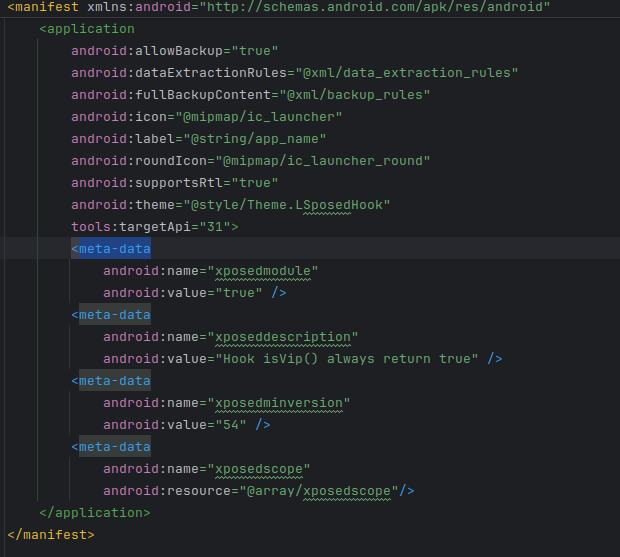 <manifest xmlns:android="http://schemas.android.com/apk/res/android"
<application
android:allowBackup="true"
android:dataExtractionRules="@xml/data_extraction_rules"
android:fullBackupContent="@xml/backup_rules"
android:icon="@mipmap/ic_launcher"
android:label="@string/app_name"
android:roundIcon="@mipmap/ic_launcher_round"
android:supportsRtl="true"
android:theme="@style/Theme.LSposedHook"
tools:targetApi="31">
<meta-data
android:name="xposedmodule"
android:value="true" />
<meta-data
android:name="xposeddescription"
android:value="Hook isVip() always return true" />
<meta-data
android:name="xposedminversion"
android:value="54" />
<meta-data
android:name="xposedscope"
android:resource="@array/xposedscope"/>
</application>
</manifest>